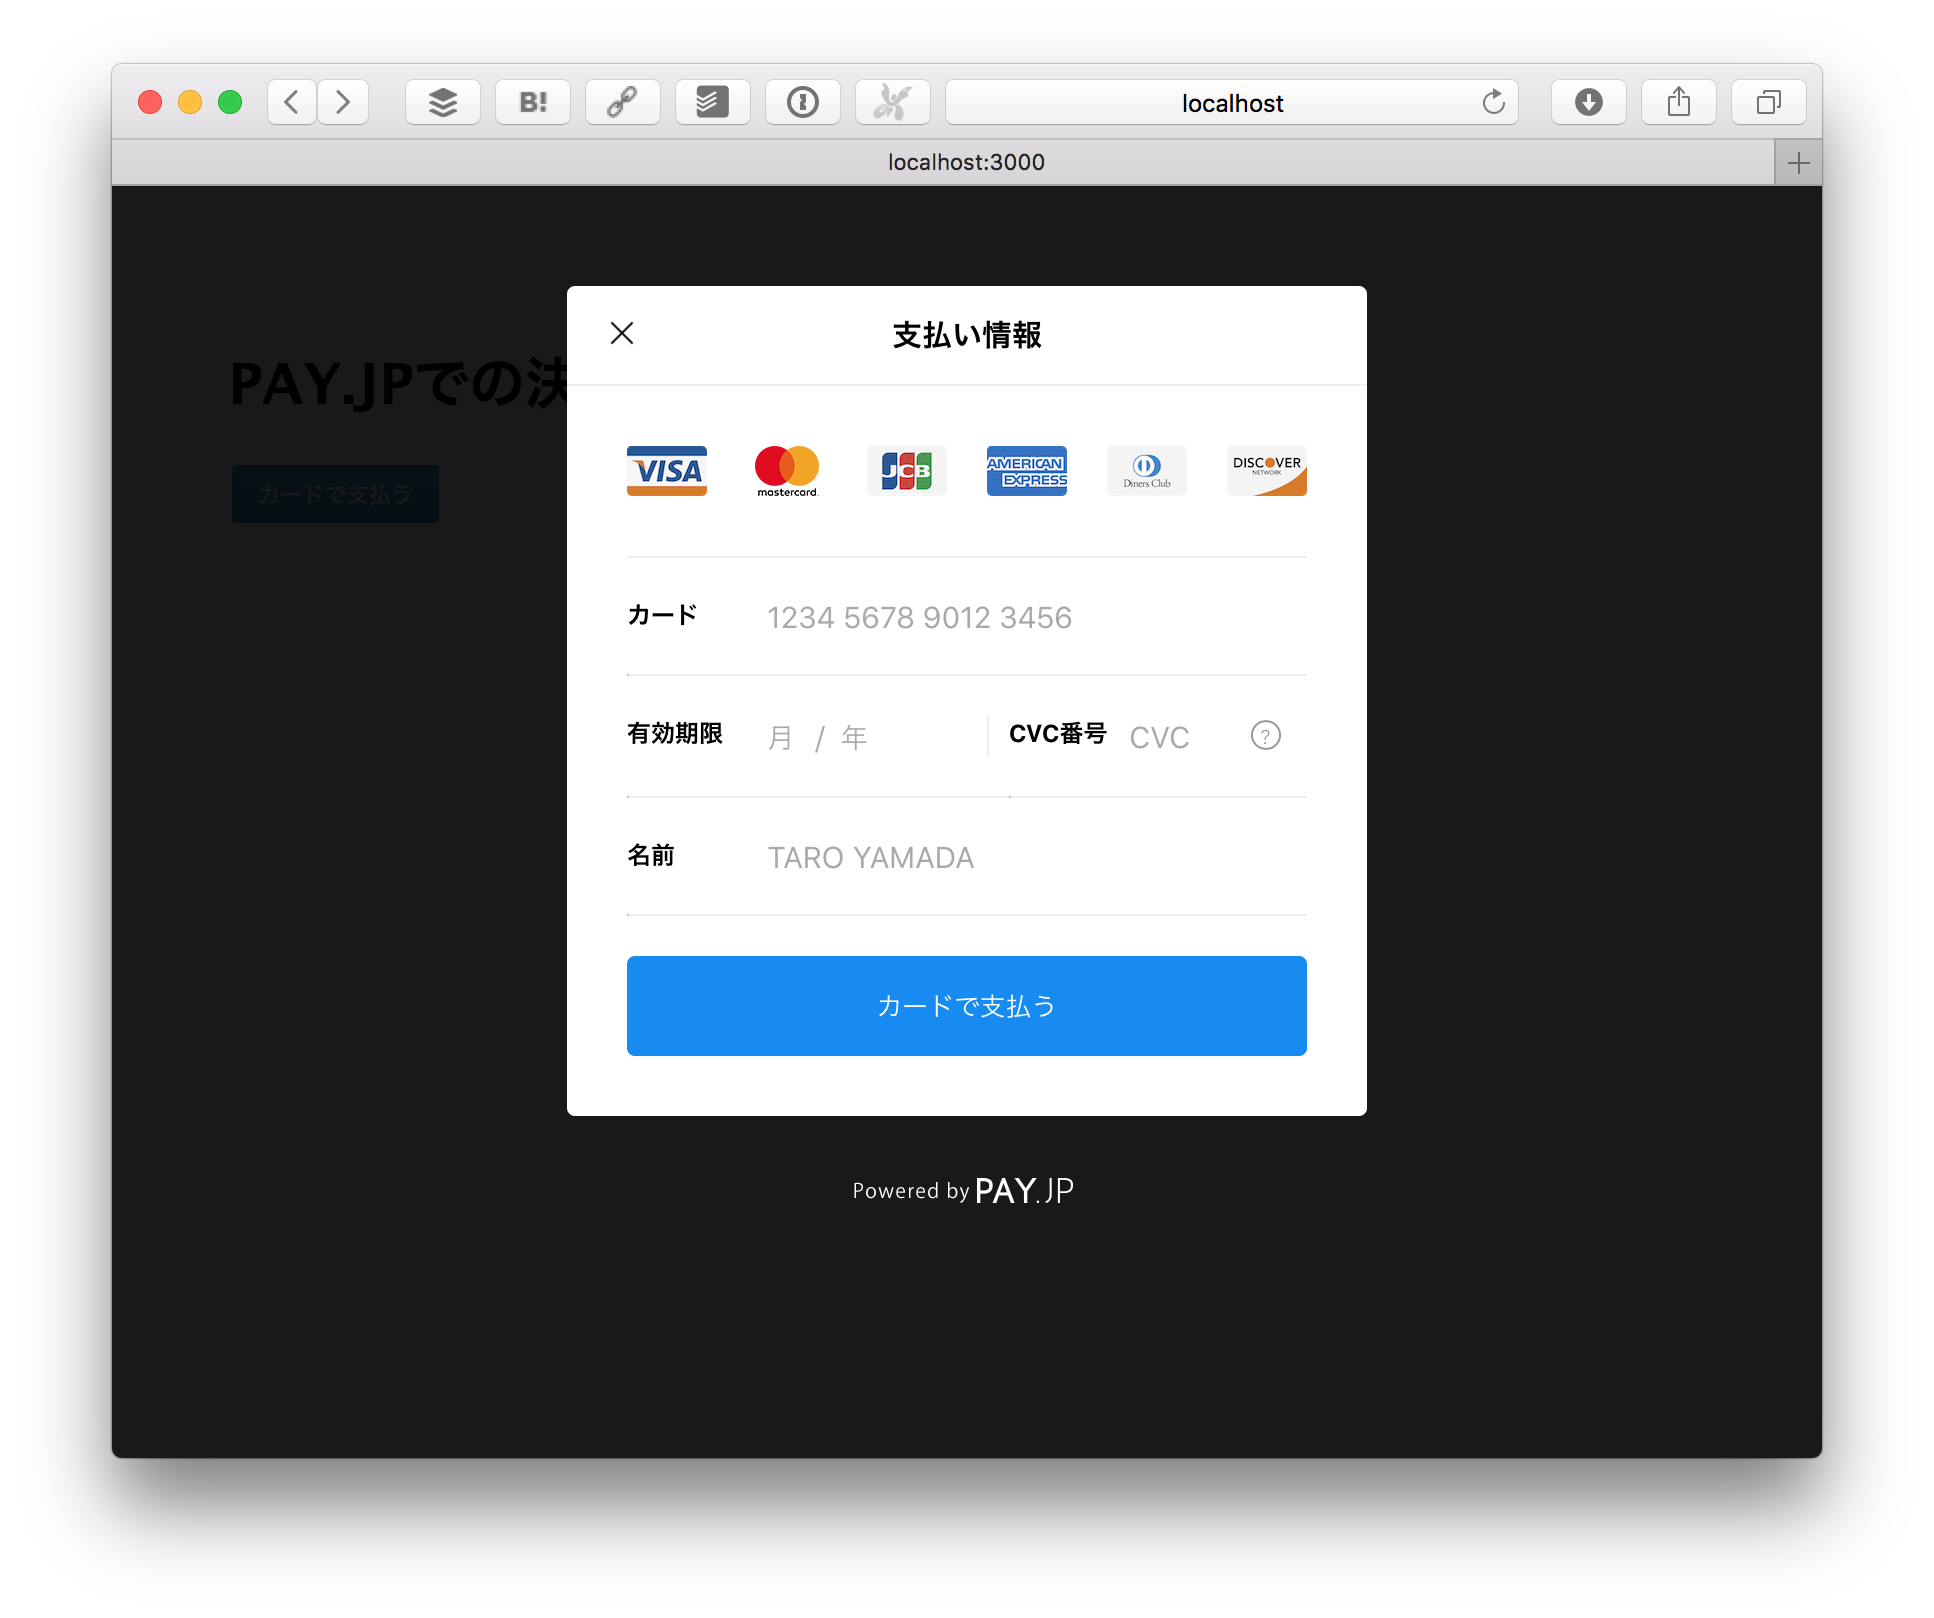 B!
localhost
localhost:3000
支払い情報
PAY.JPでの決
カードで支払う
VISA
mastercard.
JCB
AMERICAN EXPRESS
Diners Club
DISCOVER
NETWORK
カード 1234 5678 9012 3456
有効期限 月 / 年 CVC番号 CVC ?
名前 TARO YAMADA
カードで支払う
Powered by PAY.JP